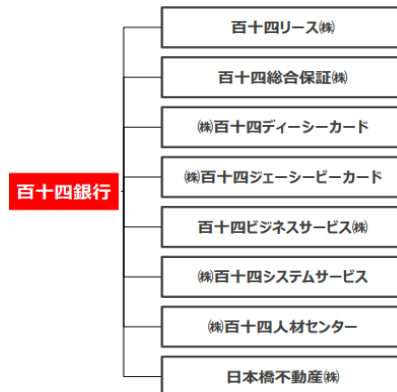 百十四銀行
百十四リース㈱
百十四総合保証㈱
㈱百十四ディーシーカード
㈱百十四ジェーシービーカード
百十四ビジネスサービス㈱
㈱百十四システムサービス
㈱百十四人材センター
日本橋不動産㈱